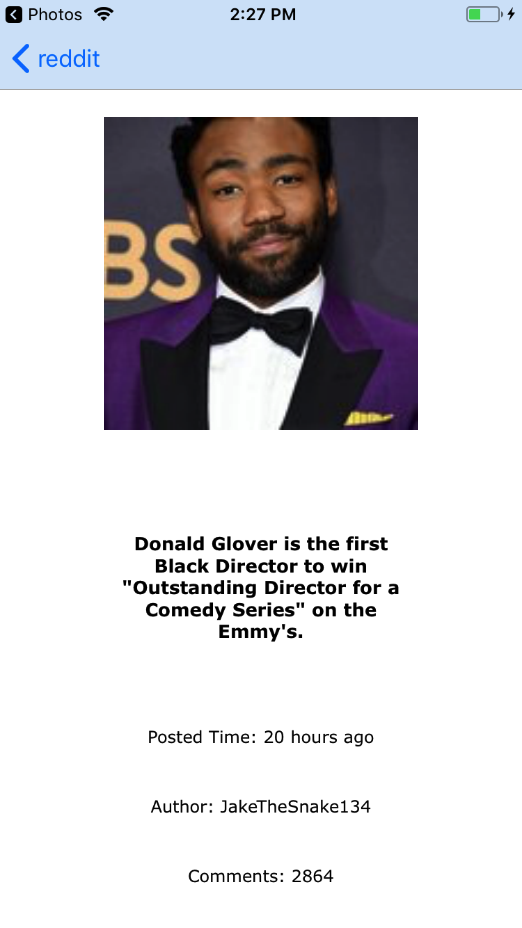 Photos 2:27 PM
reddit
BS
Donald Glover is the first
Black Director to win
"Outstanding Director for a
Comedy Series" on the
Emmy's.
Posted Time: 20 hours ago
Author: JakeTheSnake134
Comments: 2864